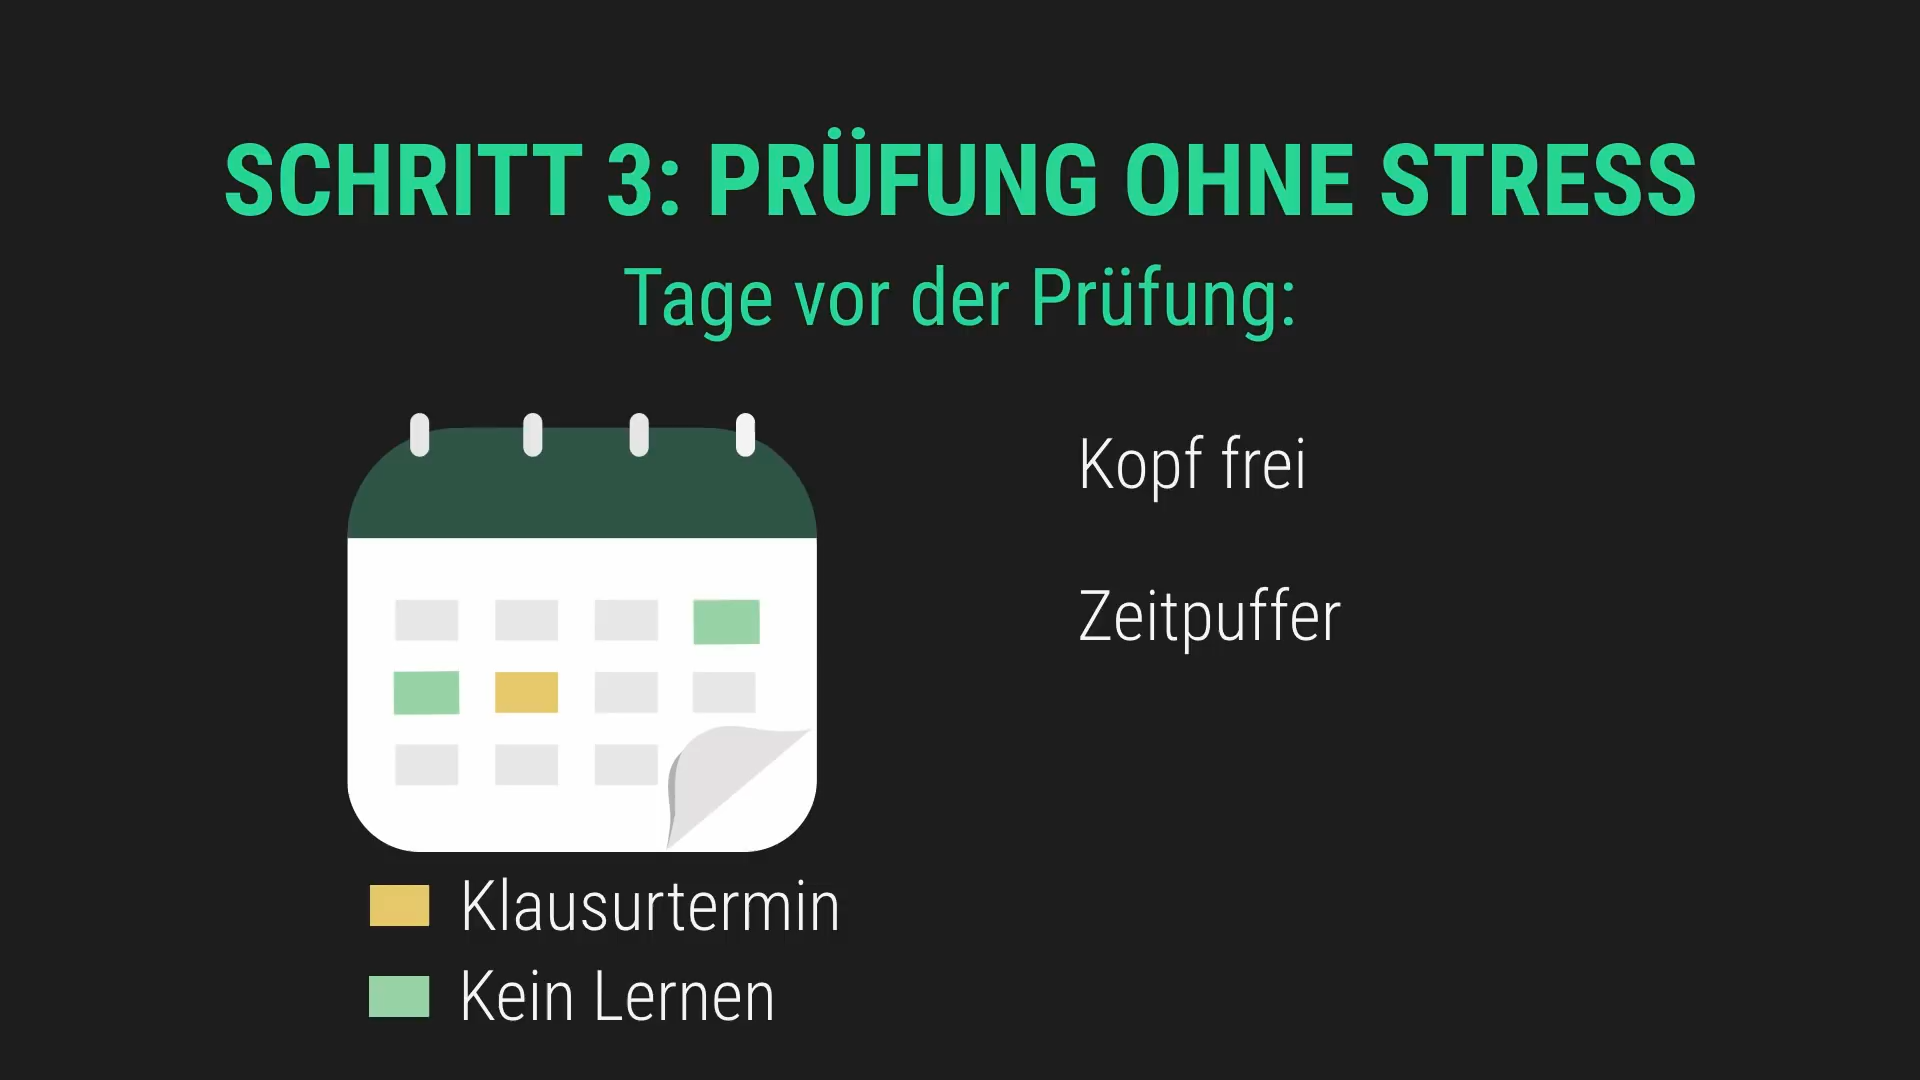 SCHRITT 3: PRÜFUNG OHNE STRESS
Tage vor der Prüfung:
Kopf frei
Zeitpuffer
Klausurtermin
Kein Lernen